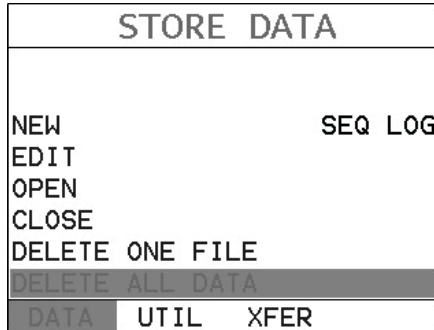 STORE DATA
NEW SEQ LOG
EDIT
OPEN
CLOSE
DELETE ONE FILE
DELETE ALL DATA
DATA UTIL XFER